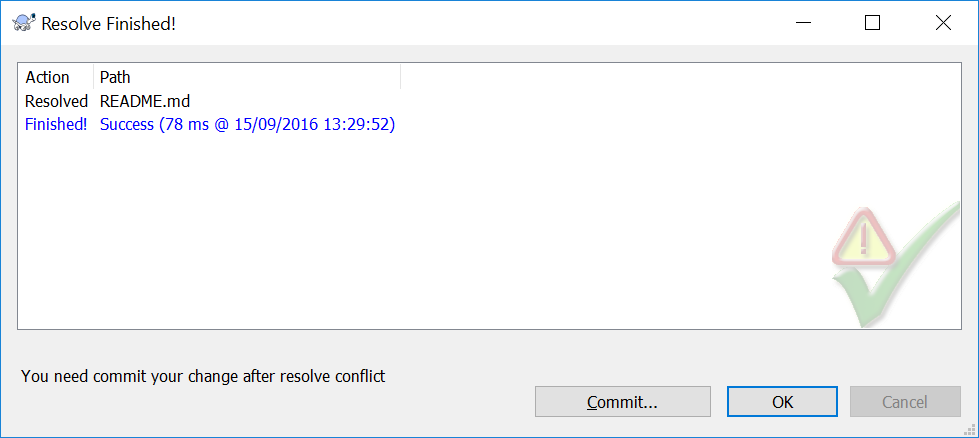 Resolve Finished!
Action Path
Resolved README.md
Finished! Success (78 ms @ 15/09/2016 13:29:52)
You need commit your change after resolve conflict
Commit... OK Cancel